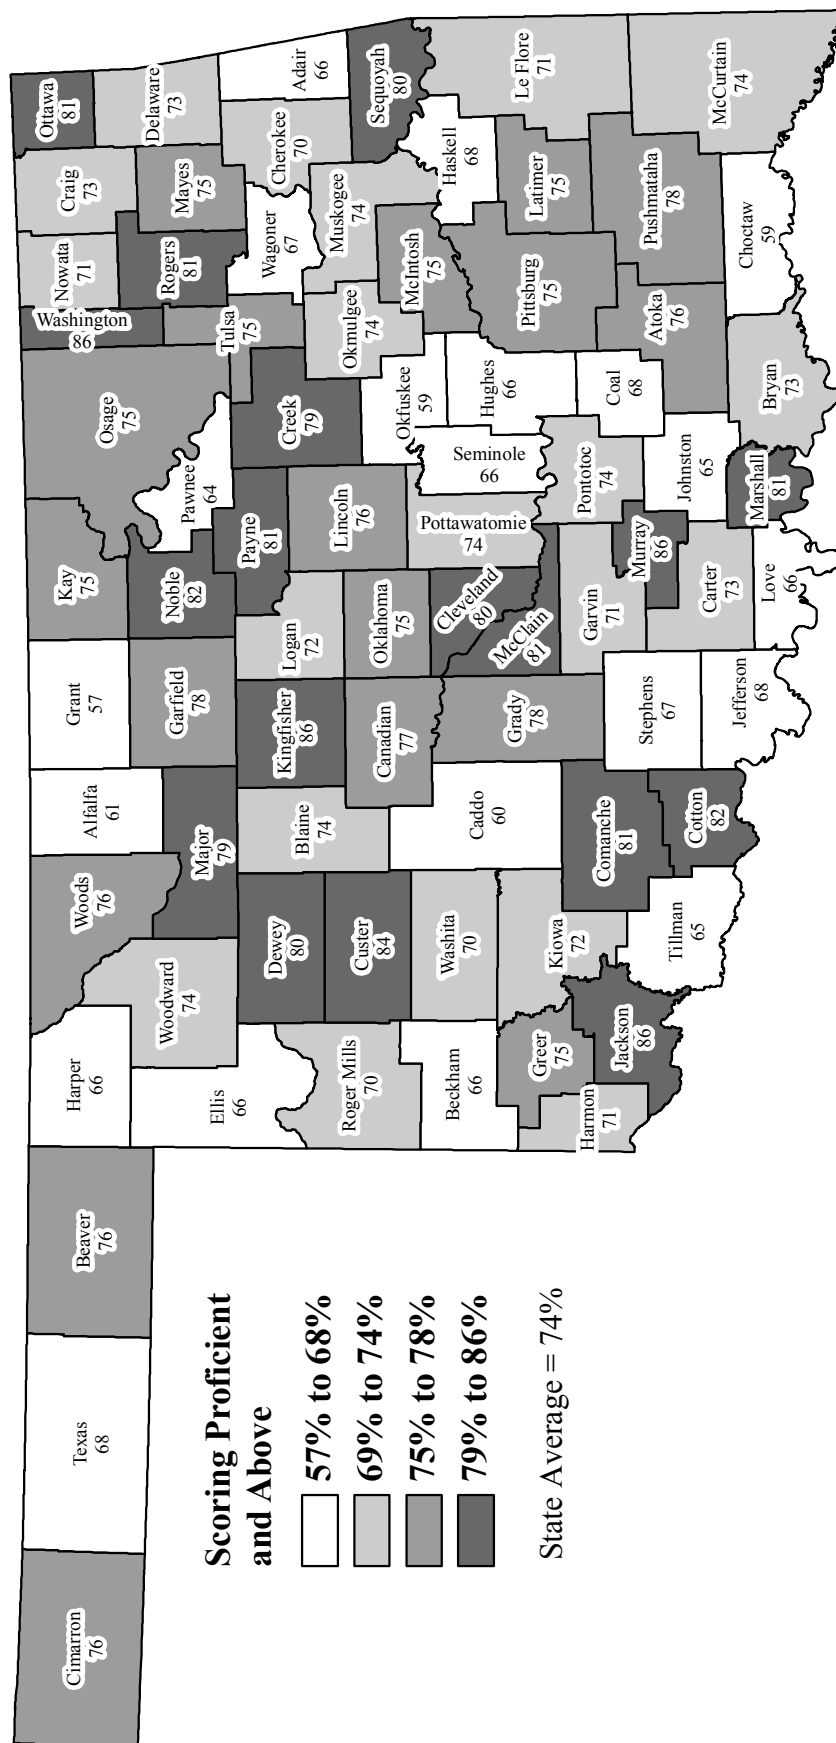 Cimarron
76
Texas
68
Beaver
76
Harper
66
Ellis
66
Woodward
74
Woods
76
Alfalfa
61
Major
79
Grant
57
Garfield
78
Kay
75
Noble
82
Osage
75
Pawnee
64
Payne
81
Washington
86
Nowata
71
Craig
73
Ottawa
81
Rogers
81
Mayes
75
Delaware
73
Tulsa
75
Creek
79
Wagoner
67
Cherokee
70
Adair
66
Roger Mills
70
Dewey
80
Custer
84
Blaine
74
Kingfisher
86
Canadian
77
Logan
72
Oklahoma
75
Lincoln
76
Okfuskee
59
Okmulgee
74
Muskogee
74
McIntosh
75
Sequoyah
80
Haskell
68
Beckham
66
Washita
70
Caddo
60
Grady
78
Cleveland
80
McClain
81
Pottawatomie
74
Seminole
66
Hughes
66
Pittsburg
75
Latimer
75
Le Flore
71
Greer
75
Harmon
71
Jackson
86
Kiowa
72
Comanche
81
Tillman
65
Cotton
82
Stephens
67
Jefferson
68
Garvin
71
Murray
86
Carter
73
Love
66
Pontotoc
74
Johnston
65
Marshall
81
Coal
68
Atoka
76
Bryan
73
Pushmataha
78
Choctaw
59
McCurtain
74
Scoring Proficient
and Above
57% to 68%
69% to 74%
75% to 78%
79% to 86%
State Average = 74%